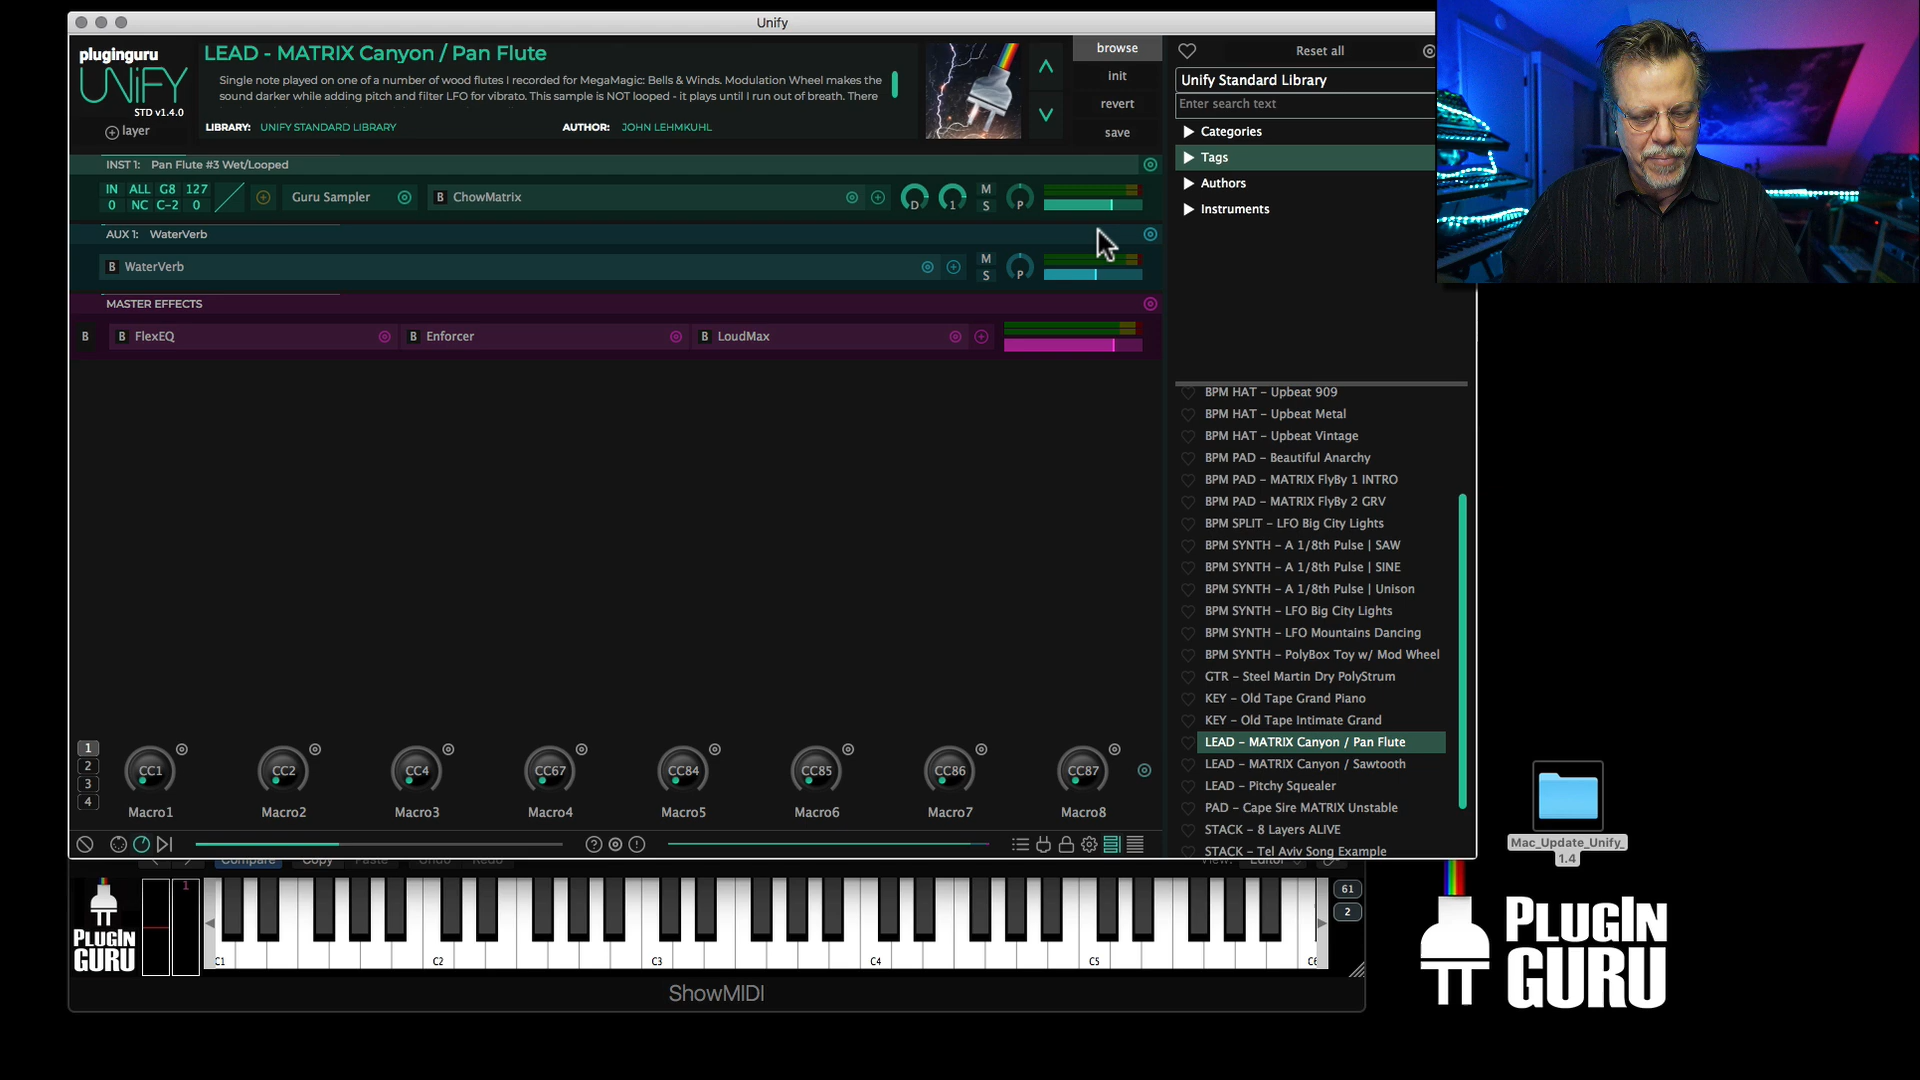 Unify
pluginguru
UNIFY
STD v1.4.0
layer
LEAD - MATRIX Canyon / Pan Flute
Single note played on one of a number of wood flutes I recorded for MegaMagic: Bells & Winds. Modulation Wheel makes the
sound darker while adding pitch and filter LFO for vibrato. This sample is NOT looped - it plays until I run out of breath. There
LIBRARY: UNIFY STANDARD LIBRARY AUTHOR: JOHN LEHMKUHL
browse
init
revert
save
Reset all
Unify Standard Library
Enter search text
Categories
Tags
Authors
Instruments
INST 1: Pan Flute #3 Wet/Looped
IN ALL G8 127
0 NC C-2 0
Guru Sampler
B ChowMatrix
D 1 M S P
AUX 1: WaterVerb
B WaterVerb
M S P
MASTER EFFECTS
B B FlexEQ B Enforcer B LoudMax
BPM HAT – Upbeat 909
BPM HAT – Upbeat Metal
BPM HAT – Upbeat Vintage
BPM PAD – Beautiful Anarchy
BPM PAD – MATRIX FlyBy 1 INTRO
BPM PAD – MATRIX FlyBy 2 GRV
BPM SPLIT – LFO Big City Lights
BPM SYNTH – A 1/8th Pulse | SAW
BPM SYNTH – A 1/8th Pulse | SINE
BPM SYNTH – A 1/8th Pulse | Unison
BPM SYNTH – LFO Big City Lights
BPM SYNTH – LFO Mountains Dancing
BPM SYNTH – PolyBox Toy w/ Mod Wheel
GTR – Steel Martin Dry PolyStrum
KEY – Old Tape Grand Piano
KEY – Old Tape Intimate Grand
LEAD – MATRIX Canyon / Pan Flute
LEAD – MATRIX Canyon / Sawtooth
LEAD – Pitchy Squealer
PAD – Cape Sire MATRIX Unstable
STACK – 8 Layers ALIVE
STACK – Tel Aviv Song Example
1
2
3
4
CC1 CC2 CC4 CC67 CC84 CC85 CC86 CC87
Macro1 Macro2 Macro3 Macro4 Macro5 Macro6 Macro7 Macro8
Compare Copy Paste Undo Redo
View: Editor
1
61
2
PLUGIN
GURU
C1 C2 C3 C4 C5 C6
ShowMIDI
Mac_Update_Unify_
1.4
PLUGIN
GURU